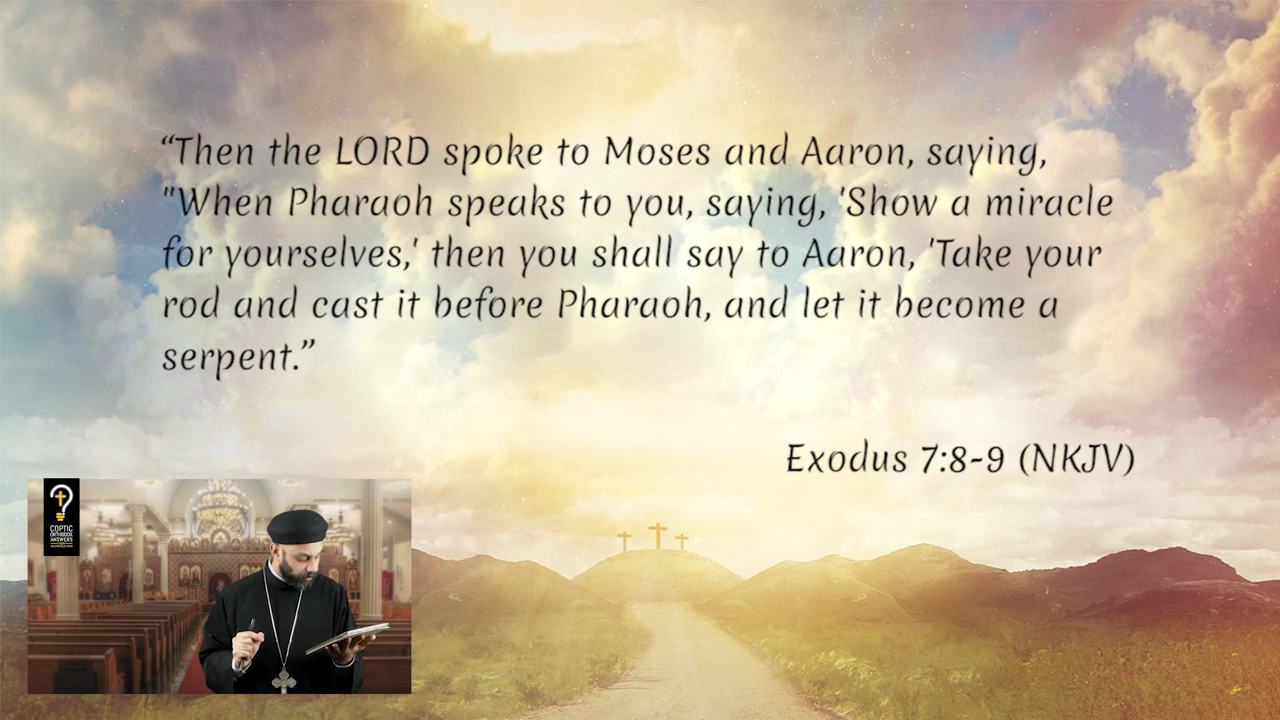 “Then the LORD spoke to Moses and Aaron, saying,
"When Pharaoh speaks to you, saying, 'Show a miracle
for yourselves,' then you shall say to Aaron, 'Take your
rod and cast it before Pharaoh, and let it become a
serpent.”
Exodus 7:8-9 (NKJV)
COPTIC
ORTHODOX
ANSWERS